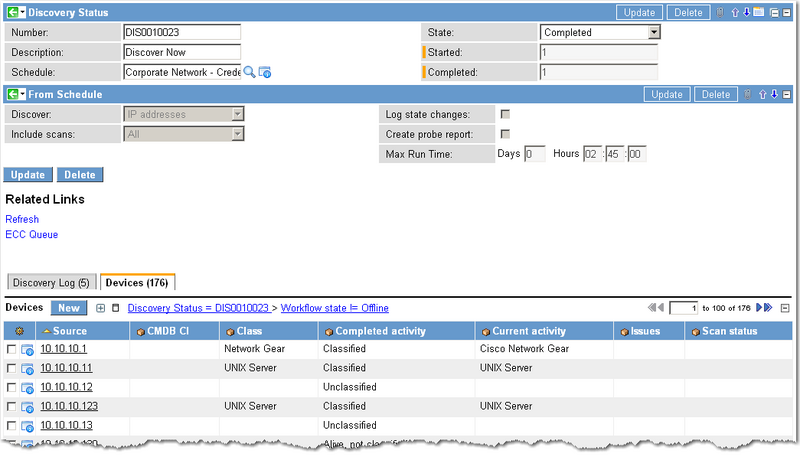 Discovery Status Update Delete
Number: DIS0010023 State: Completed
Description: Discover Now Started: 1
Schedule: Corporate Network - Crede Completed: 1
From Schedule Update Delete
Discover: IP addresses Log state changes:
Include scans: All Create probe report:
Max Run Time: Days 0 Hours 02 : 45 : 00
Update Delete
Related Links
Refresh
ECC Queue
Discovery Log (5) Devices (176)
Devices New Discovery Status = DIS0010023 > Workflow state != Offline 1 to 100 of 176
Source CMDB CI Class Completed activity Current activity Issues Scan status
10.10.10.1 Network Gear Classified Cisco Network Gear
10.10.10.11 UNIX Server Classified UNIX Server
10.10.10.12 Unclassified
10.10.10.123 UNIX Server Classified UNIX Server
10.10.10.13 Unclassified
Alive, not